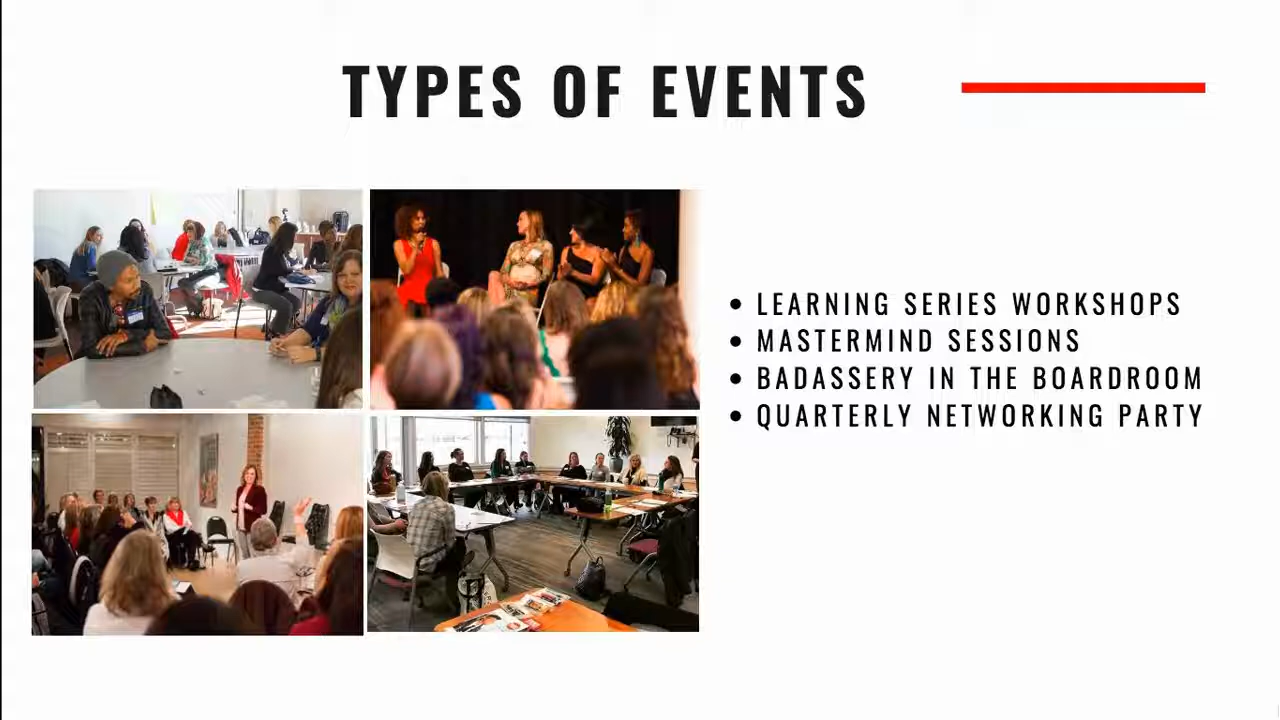 TYPES OF EVENTS
• LEARNING SERIES WORKSHOPS
• MASTERMIND SESSIONS
• BADASSERY IN THE BOARDROOM
• QUARTERLY NETWORKING PARTY